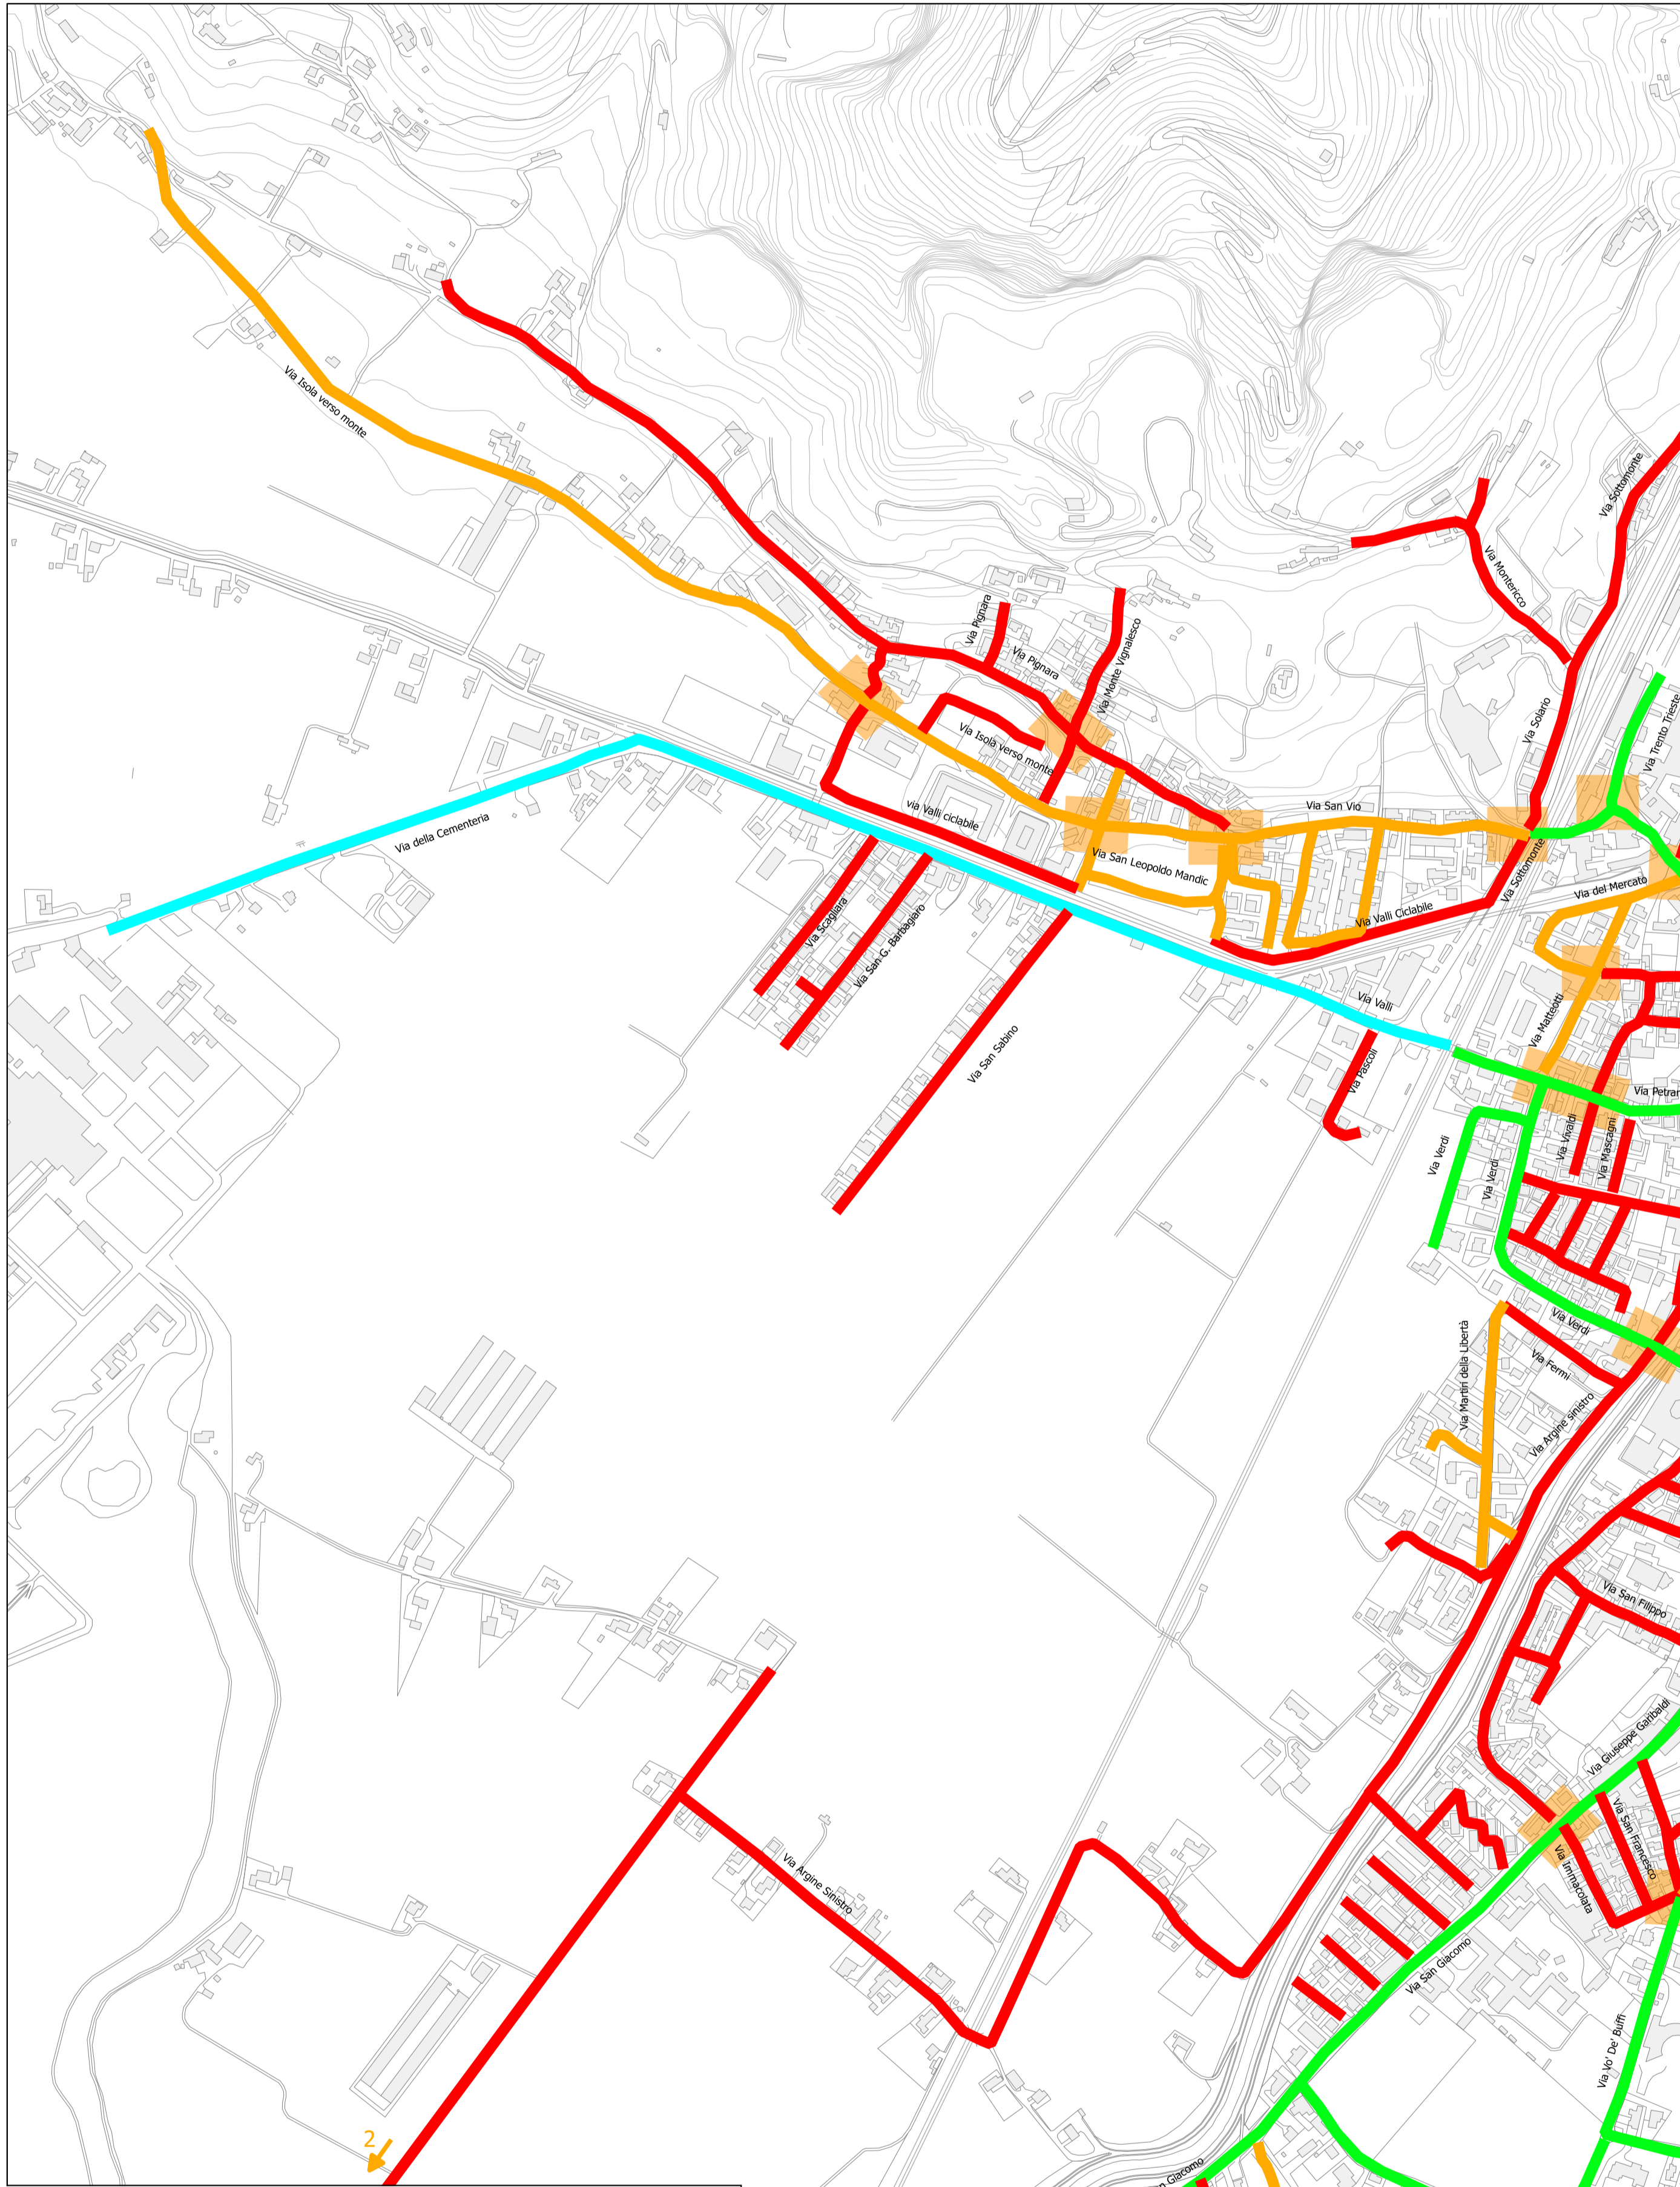 Via Isola verso monte
Via Sottomonte
Via Montericco
Via Pignara
Via Pignara
Via Monte Vignalesco
Via Solario
Via Trento Trieste
Via Isola verso monte
via Valli ciclabile
Via San Vio
Via della Cementeria
Via San Leopoldo Mandic
Via Sottomonte
Via del Mercato
Via Valli Ciclabile
Via Scagliara
Via San G. Barbagiaro
Via Valli
Via Matteotti
Via San Sabino
Via Pascoli
Via Petrar
Via Vivaldi
Via Mascagni
Via Verdi
Via Verdi
Via Verdi
Via Martiri della Libertà
Via Fermi
Via Argine sinistro
Via San Filippo
Via Giuseppe Garibaldi
Via San Francesco
Via Immacolata
Via Argine Sinistro
Via San Giacomo
Via Vo' De' Buffi
2
n Giacomo